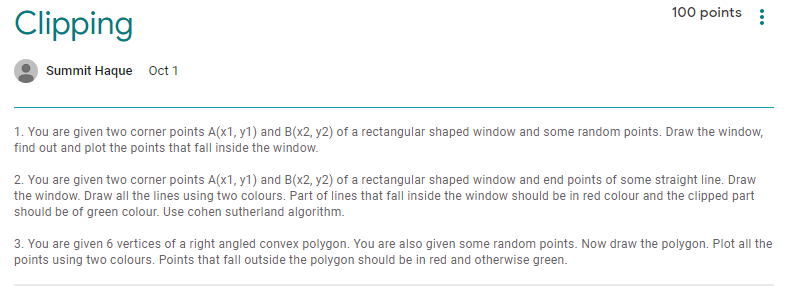 Clipping
100 points
Summit Haque Oct 1
1. You are given two corner points A(x1, y1) and B(x2, y2) of a rectangular shaped window and some random points. Draw the window,
find out and plot the points that fall inside the window.
2. You are given two corner points A(x1, y1) and B(x2, y2) of a rectangular shaped window and end points of some straight line. Draw
the window. Draw all the lines using two colours. Part of lines that fall inside the window should be in red colour and the clipped part
should be of green colour. Use cohen sutherland algorithm.
3. You are given 6 vertices of a right angled convex polygon. You are also given some random points. Now draw the polygon. Plot all the
points using two colours. Points that fall outside the polygon should be in red and otherwise green.